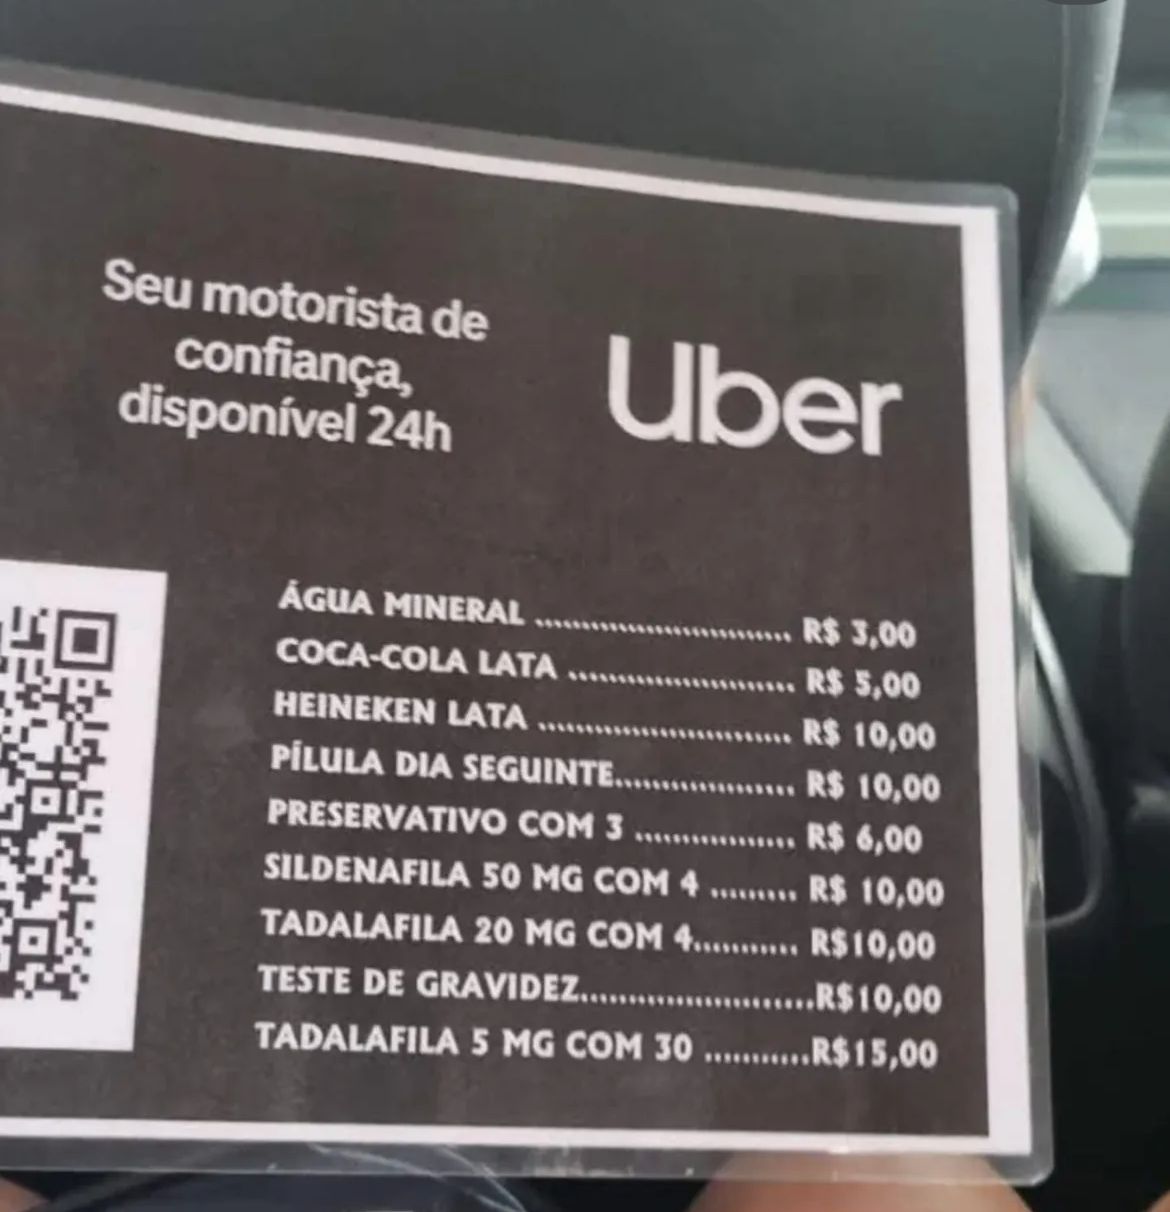 Seu motorista de
confiança,
disponível 24h
Uber
ÁGUA MINERAL ............................ R$ 3,00
COCA-COLA LATA ......................... R$ 5,00
HEINEKEN LATA ............................ R$ 10,00
PÍLULA DIA SEGUINTE.................... R$ 10,00
PRESERVATIVO COM 3 ................. R$ 6,00
SILDENAFILA 50 MG COM 4 ......... R$ 10,00
TADALAFILA 20 MG COM 4........... R$10,00
TESTE DE GRAVIDEZ.........................R$10,00
TADALAFILA 5 MG COM 30 ...........R$15,00